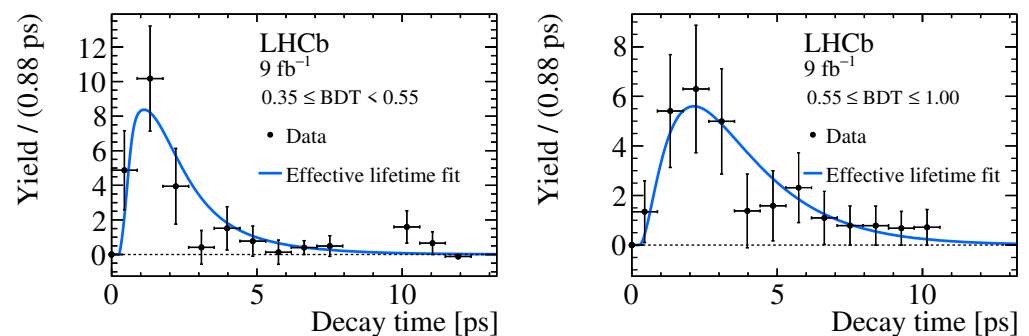 Yield / (0.88 ps)
12
10
8
6
4
2
0
LHCb
9 fb⁻¹
0.35 ≤ BDT < 0.55
Data
Effective lifetime fit
0 5 10
Decay time [ps]
Yield / (0.88 ps)
8
6
4
2
0
LHCb
9 fb⁻¹
0.55 ≤ BDT ≤ 1.00
Data
Effective lifetime fit
0 5 10
Decay time [ps]